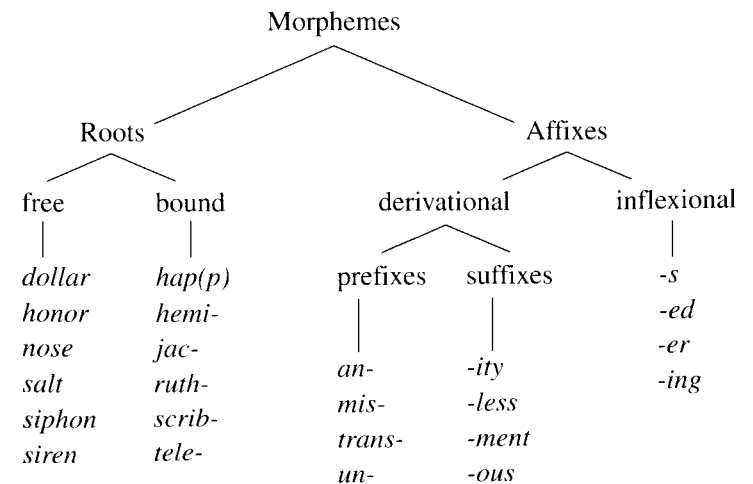 Morphemes
Roots Affixes
free bound derivational inflexional
dollar hap(p) prefixes suffixes -s
honor hemi- -ed
nose jac- -er
salt ruth- an- -ity -ing
siphon scrib- mis- -less
siren tele- trans- -ment
un- -ous